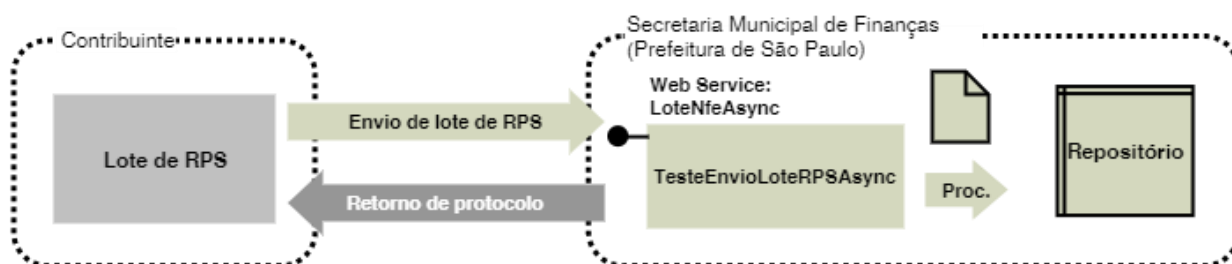 Contribuinte
Secretaria Municipal de Finanças
(Prefeitura de São Paulo)
Web Service:
LoteNfeAsync
Envio de lote de RPS
Lote de RPS
TesteEnvioLoteRPSAsync
Repositório
Proc.
Retorno de protocolo